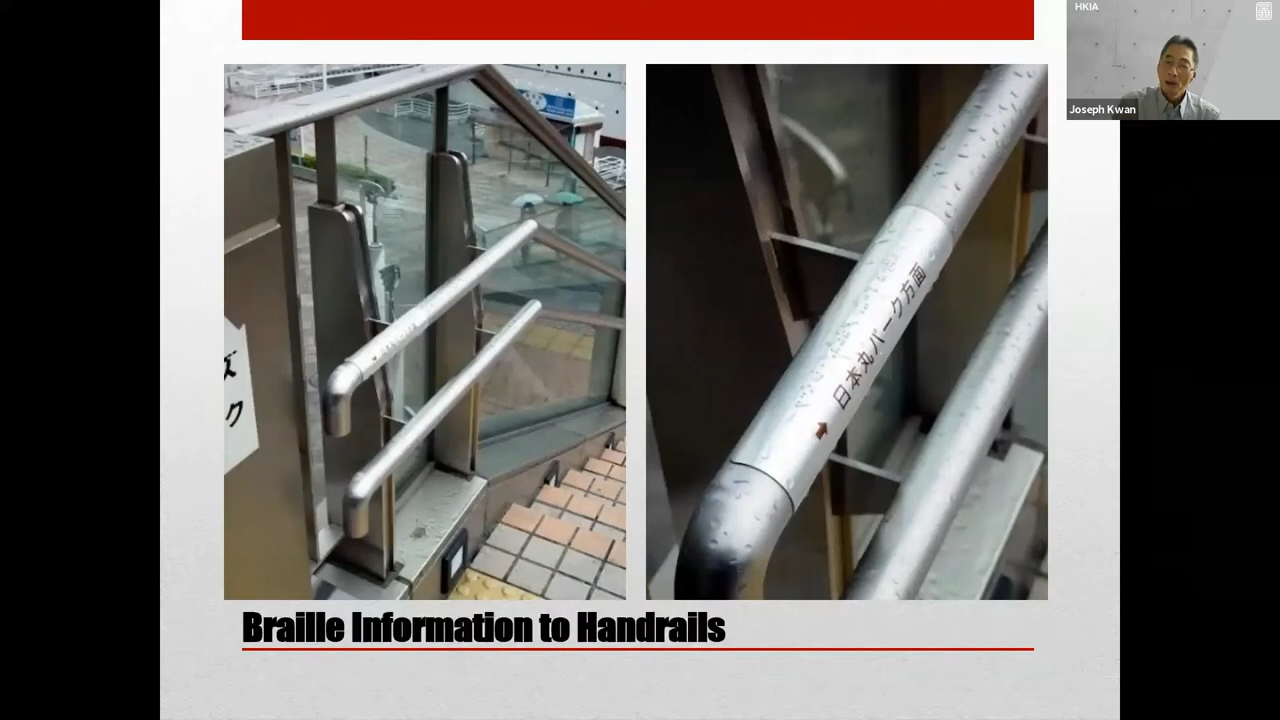 HKIA
Joseph Kwan
日本丸パーク方面
Braille Information to Handrails